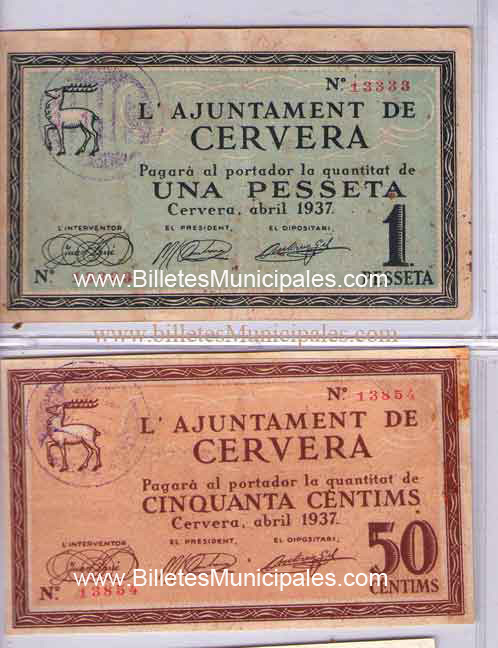 Nº 13333
L'AJUNTAMENT DE
CERVERA
Pagarà al portador la quantitat de
UNA PESSETA
Cervera, abril 1937.
L'INTERVENTOR EL PRESIDENT, EL DIPOSITARI,
1
PESSETA
Nº
www.BilletesMunicipales.com
www.billetesMunicipales.com
Nº 13854
L'AJUNTAMENT DE
CERVERA
Pagarà al portador la quantitat de
CINQUANTA CÈNTIMS
Cervera, abril 1937.
L'INTERVENTOR EL PRESIDENT, EL DIPOSITARI,
50
CÈNTIMS
www.BilletesMunicipales.com
Nº 13854